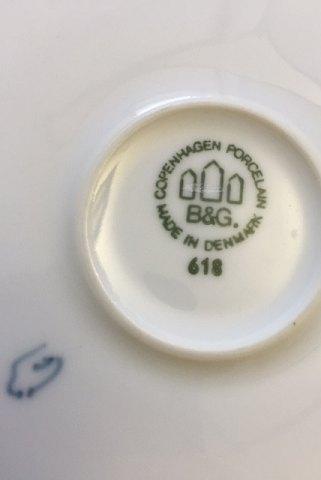 COPENHAGEN PORCELAIN
B&G.
MADE IN DENMARK
618